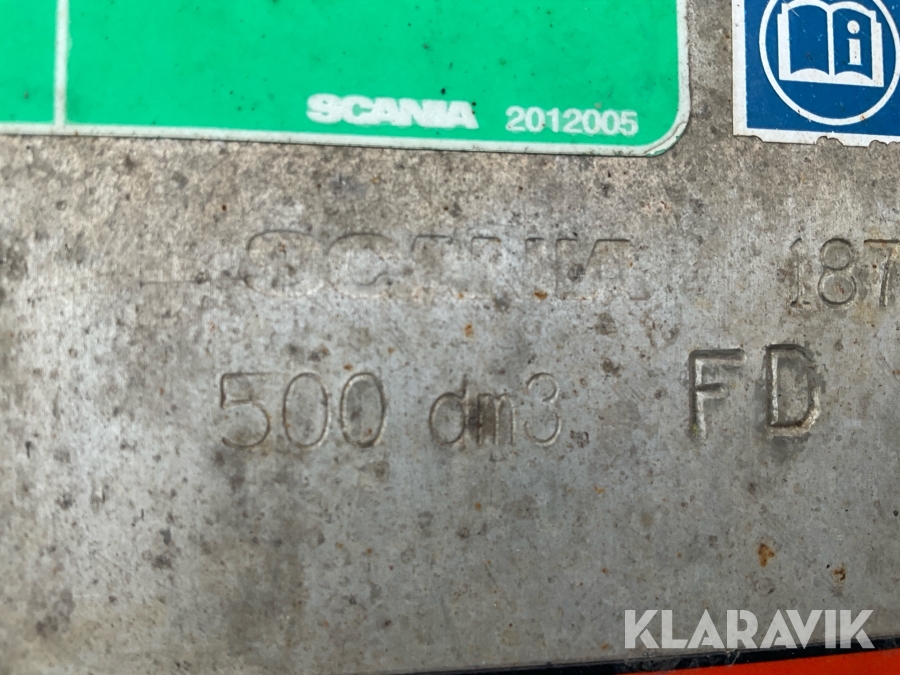 SCANIA 2012005
SCANIA 187
500 dm3 FD
KLARAVIK